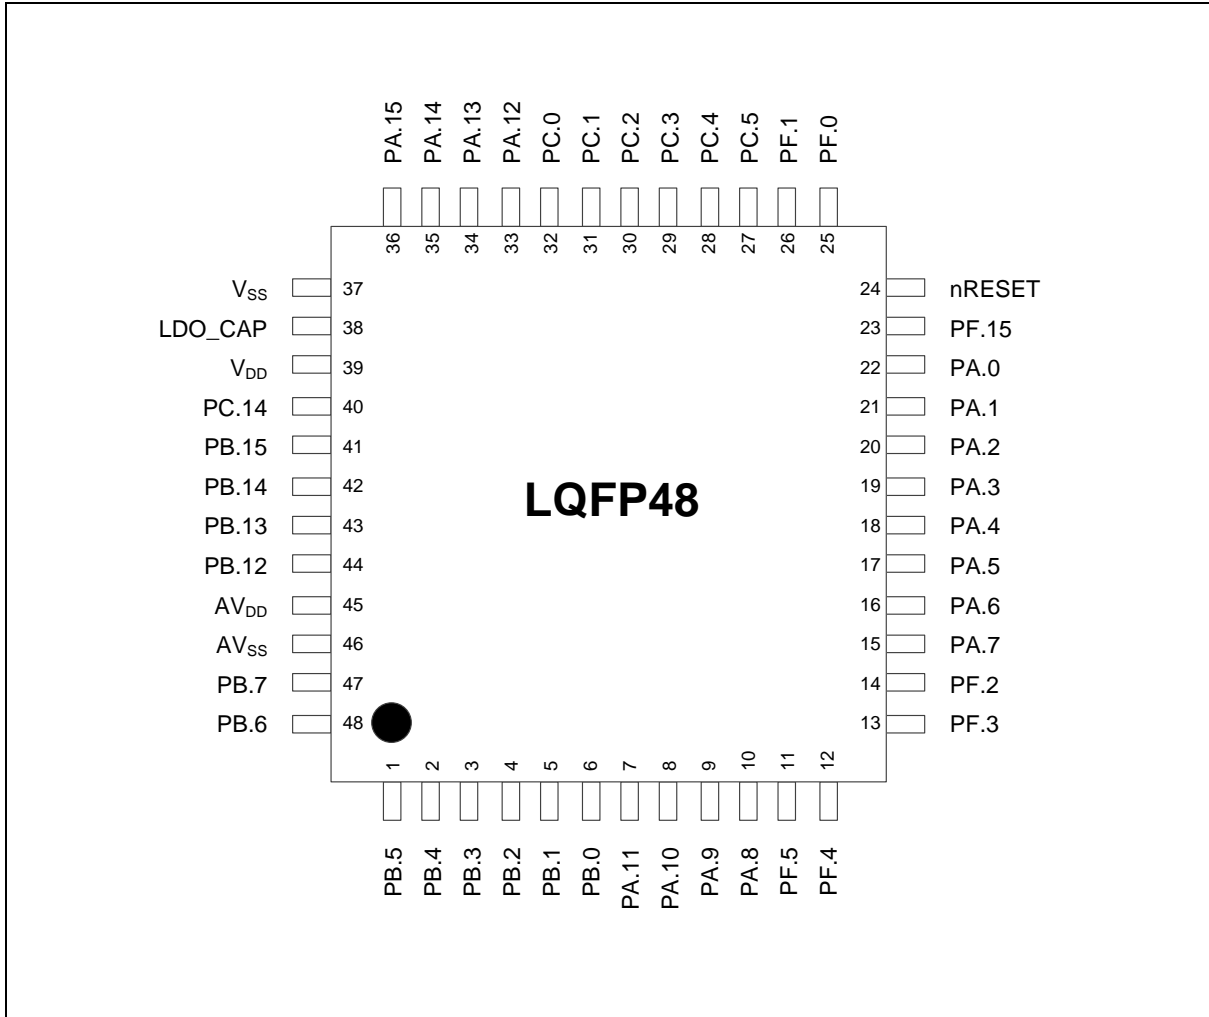 PA.15 PA.14 PA.13 PA.12 PC.0 PC.1 PC.2 PC.3 PC.4 PC.5 PF.1 PF.0
36 35 34 33 32 31 30 29 28 27 26 25
VSS 37 24 nRESET
LDO_CAP 38 23 PF.15
VDD 39 22 PA.0
PC.14 40 21 PA.1
PB.15 41 20 PA.2
PB.14 42 19 PA.3
LQFP48
PB.13 43 18 PA.4
PB.12 44 17 PA.5
AVDD 45 16 PA.6
AVSS 46 15 PA.7
PB.7 47 14 PF.2
PB.6 48 13 PF.3
1 2 3 4 5 6 7 8 9 10 11 12
PB.5 PB.4 PB.3 PB.2 PB.1 PB.0 PA.11 PA.10 PA.9 PA.8 PF.5 PF.4